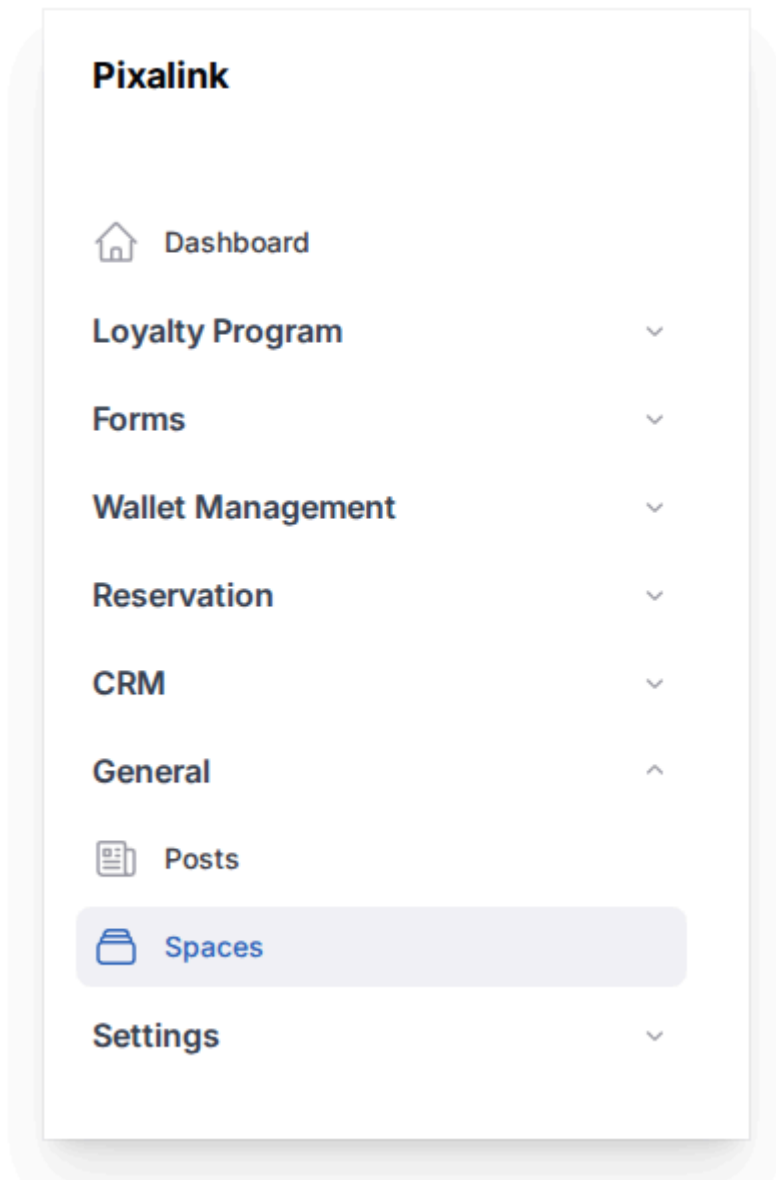 Pixalink
Dashboard
Loyalty Program
Forms
Wallet Management
Reservation
CRM
General
Posts
Spaces
Settings